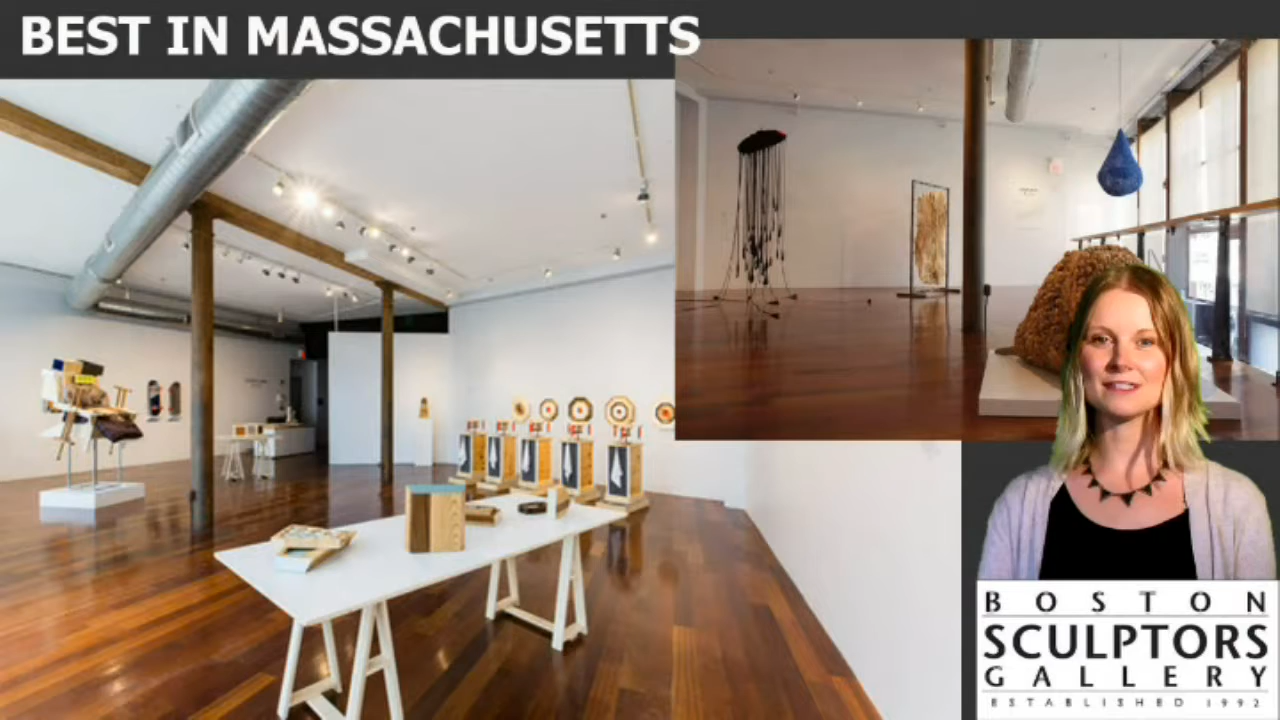 BEST IN MASSACHUSETTS
BOSTON
SCULPTORS
GALLERY
ESTABLISHED 1992